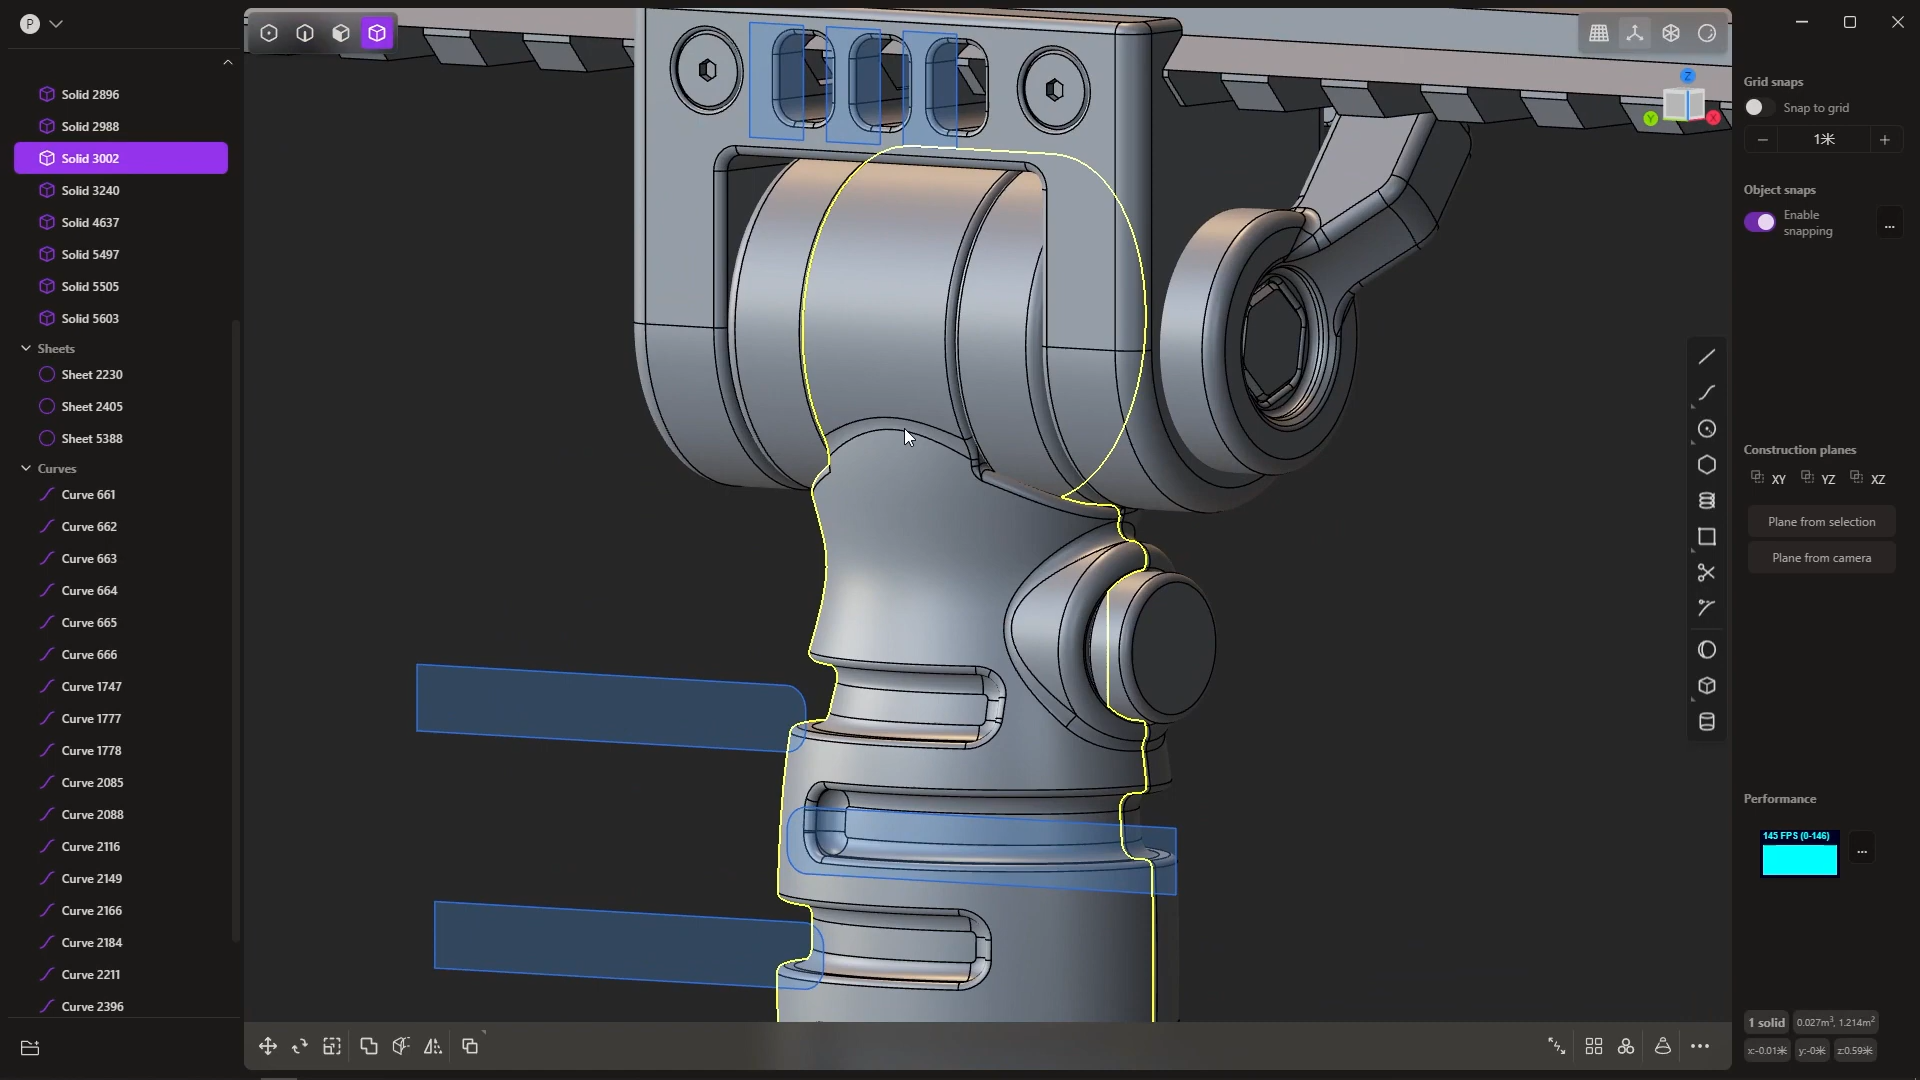 P
Solid 2896
Solid 2988
Solid 3002
Solid 3240
Solid 4637
Solid 5497
Solid 5505
Solid 5603
Sheets
Sheet 2230
Sheet 2405
Sheet 5388
Curves
Curve 661
Curve 662
Curve 663
Curve 664
Curve 665
Curve 666
Curve 1747
Curve 1777
Curve 1778
Curve 2085
Curve 2088
Curve 2116
Curve 2149
Curve 2166
Curve 2184
Curve 2211
Curve 2396
Z
Y
X
Grid snaps
Snap to grid
1米
Object snaps
Enable
snapping
...
Construction planes
XY YZ XZ
Plane from selection
Plane from camera
Performance
145 FPS (0-146)
...
1 solid 0.027m³, 1.214m²
x:-0.01米 y:-0米 z:0.59米